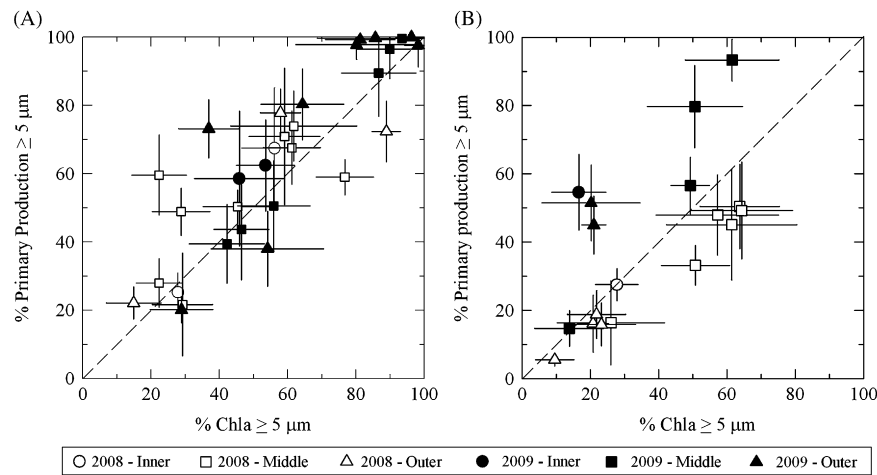 (A)
(B)
% Primary Production ≥ 5 μm
100
80
60
40
20
0
0 20 40 60 80 100
% Chla ≥ 5 μm
% Primary production ≥ 5 μm
100
80
60
40
20
0
0 20 40 60 80 100
% Chla ≥ 5 μm
2008 - Inner 2008 - Middle 2008 - Outer 2009 - Inner 2009 - Middle 2009 - Outer